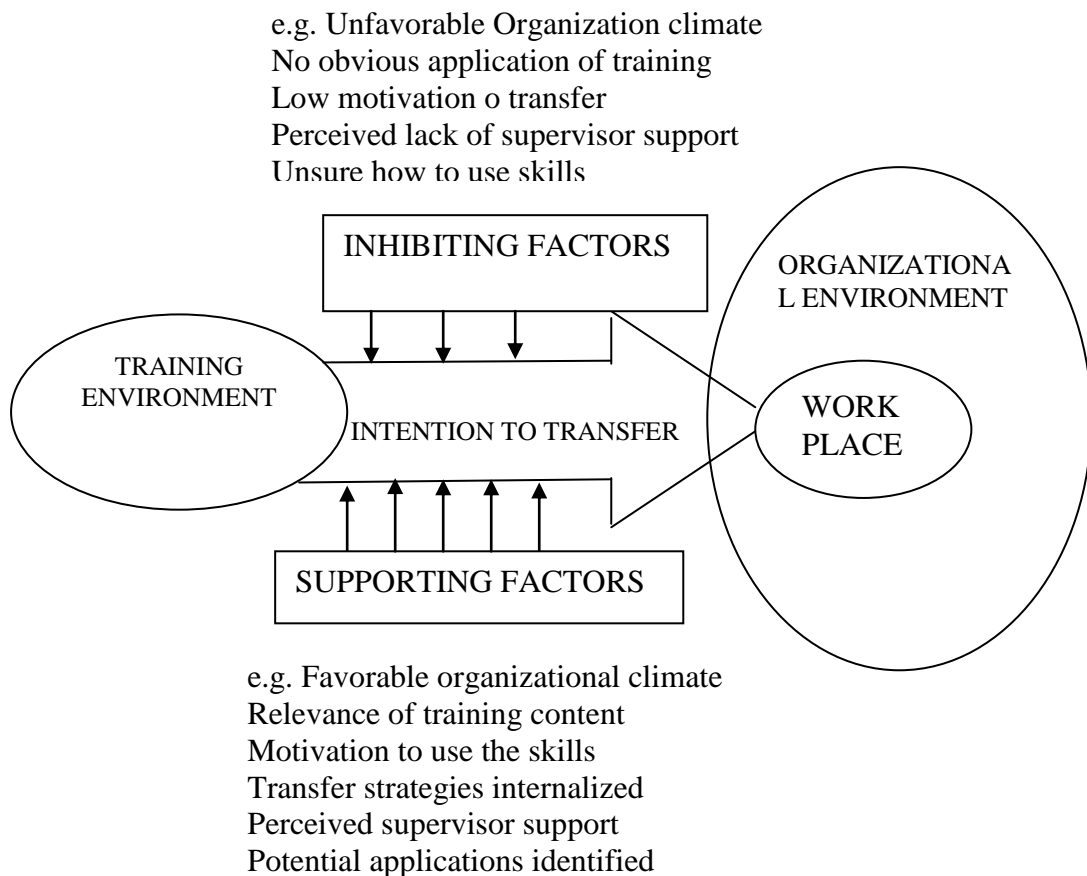 e.g. Unfavorable Organization climate
No obvious application of training
Low motivation o transfer
Perceived lack of supervisor support
Unsure how to use skills
INHIBITING FACTORS
ORGANIZATIONA
L ENVIRONMENT
TRAINING
ENVIRONMENT
INTENTION TO TRANSFER
WORK
PLACE
SUPPORTING FACTORS
e.g. Favorable organizational climate
Relevance of training content
Motivation to use the skills
Transfer strategies internalized
Perceived supervisor support
Potential applications identified